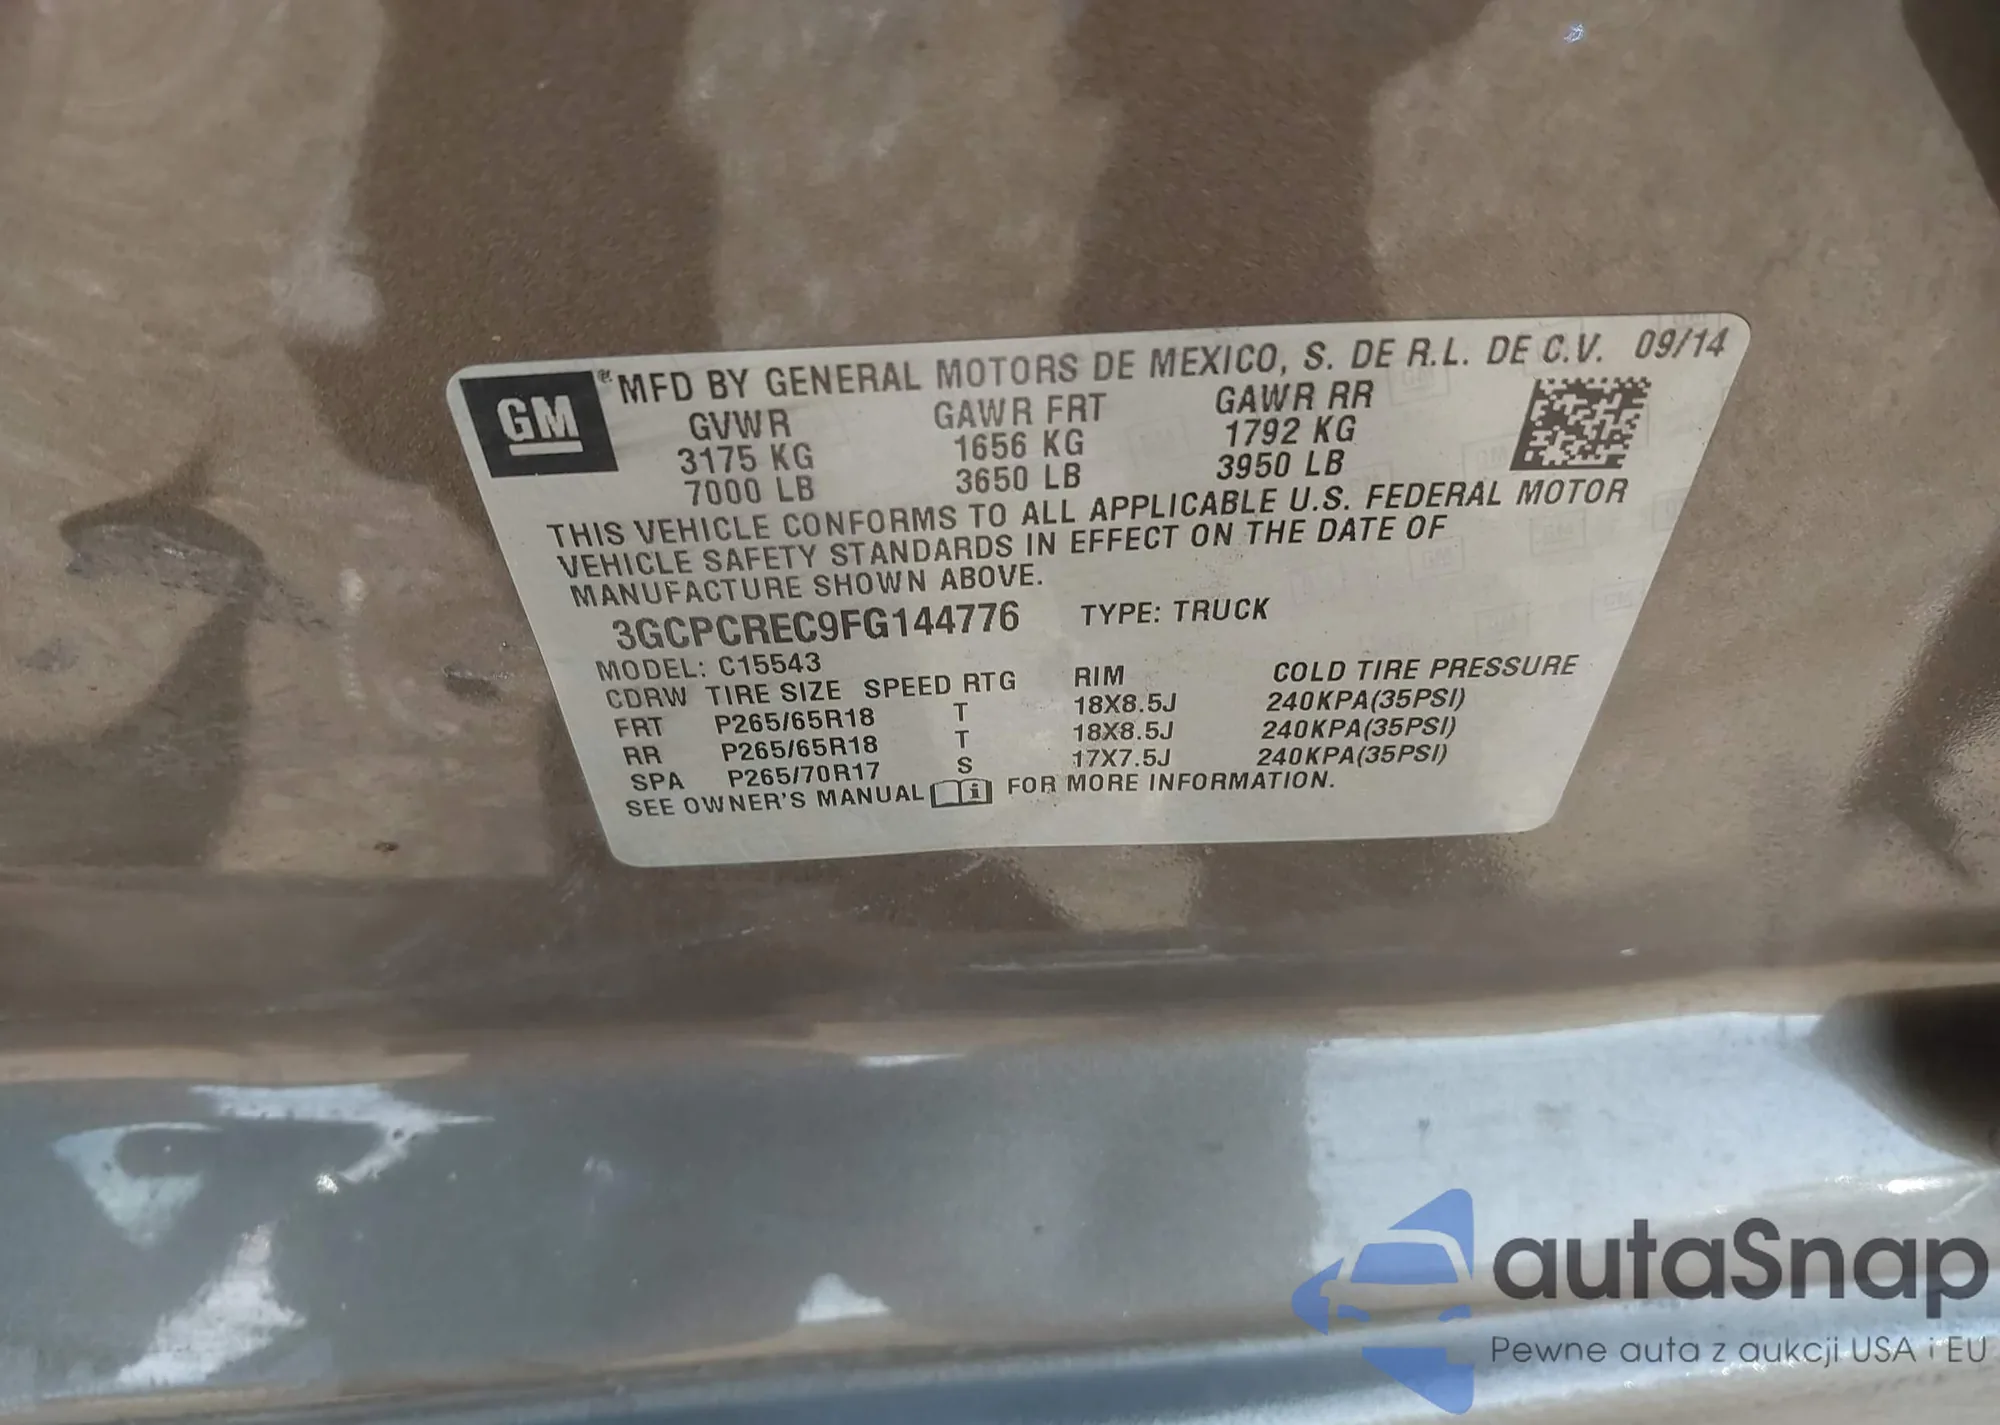 GM
® MFD BY GENERAL MOTORS DE MEXICO, S. DE R.L. DE C.V. 09/14
GVWR GAWR FRT GAWR RR
3175 KG 1656 KG 1792 KG
7000 LB 3650 LB 3950 LB
THIS VEHICLE CONFORMS TO ALL APPLICABLE U.S. FEDERAL MOTOR
VEHICLE SAFETY STANDARDS IN EFFECT ON THE DATE OF
MANUFACTURE SHOWN ABOVE.
3GCPCREC9FG144776 TYPE: TRUCK
MODEL: C15543
CDRW TIRE SIZE SPEED RTG RIM COLD TIRE PRESSURE
FRT P265/65R18 T 18X8.5J 240KPA(35PSI)
RR P265/65R18 T 18X8.5J 240KPA(35PSI)
SPA P265/70R17 S 17X7.5J 240KPA(35PSI)
SEE OWNER'S MANUAL i FOR MORE INFORMATION.
autaSnap
Pewne auta z aukcji USA i EU